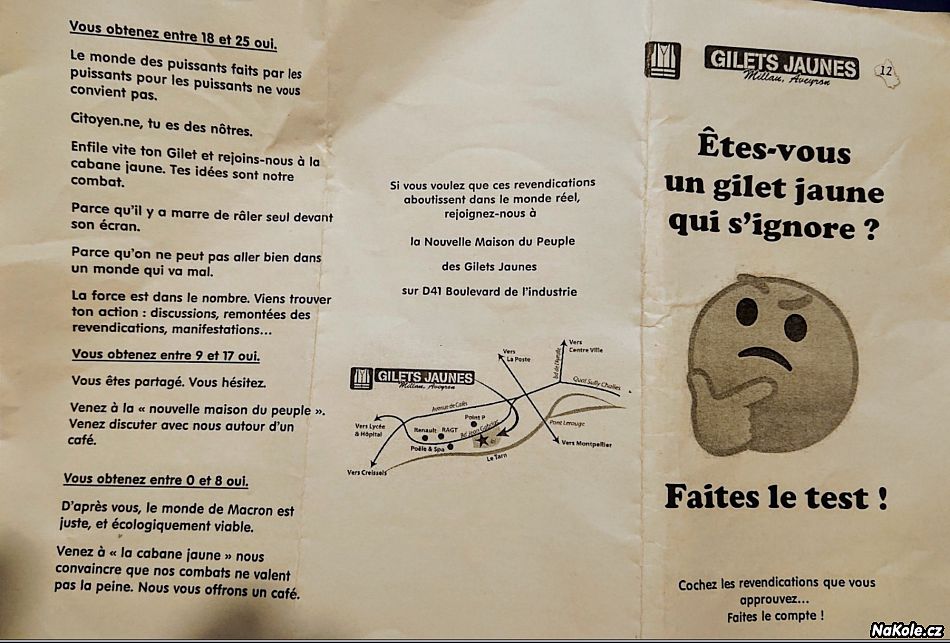 Vous obtenez entre 18 et 25 oui.
Le monde des puissants faits par les
puissants pour les puissants ne vous
convient pas.
Citoyen.ne, tu es des nôtres.
Enfile vite ton Gilet et rejoins-nous à la
cabane jaune. Tes idées sont notre
combat.
Parce qu'il y a marre de râler seul devant
son écran.
Parce qu'on ne peut pas aller bien dans
un monde qui va mal.
La force est dans le nombre. Viens trouver
ton action : discussions, remontées des
revendications, manifestations...
Vous obtenez entre 9 et 17 oui.
Vous êtes partagé. Vous hésitez.
Venez à la « nouvelle maison du peuple ».
Venez discuter avec nous autour d'un
café.
Vous obtenez entre 0 et 8 oui.
D'après vous, le monde de Macron est
juste, et écologiquement viable.
Venez à « la cabane jaune » nous
convaincre que nos combats ne valent
pas la peine. Nous vous offrons un café.
Si vous voulez que ces revendications
aboutissent dans le monde réel,
rejoignez-nous à
la Nouvelle Maison du Peuple
des Gilets Jaunes
sur D41 Boulevard de l'industrie
GILETS JAUNES
Millau, Aveyron
Vers
La Poste
Vers
Centre Ville
Quai Sully Chaliès
Avenue de Calès
Point P
Pont Lerouge
Vers Lycée
& Hôpital
Renault
RAGT
Poêle & Spa
Le Tarn
Vers Montpellier
Vers Creissels
GILETS JAUNES
Millau, Aveyron
12
Êtes-vous
un gilet jaune
qui s'ignore ?
Faites le test !
Cochez les revendications que vous
approuvez...
Faites le compte !
NaKole.cz